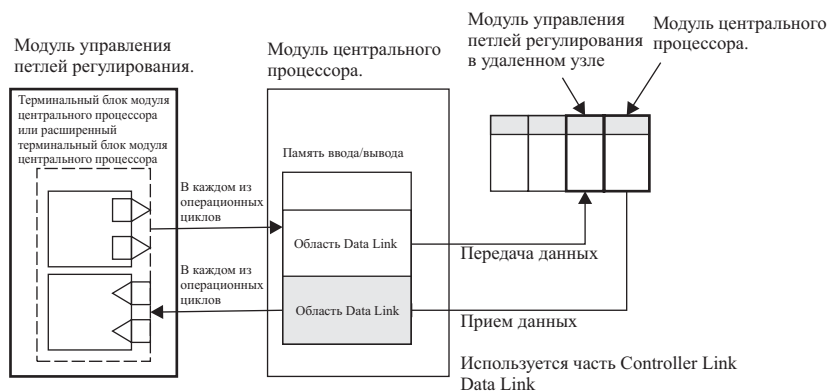 Модуль управления
петлей регулирования.
Терминальный блок модуля
центрального процессора
или расширенный
терминальный блок модуля
центрального процессора
В каждом из
операционных
циклов
В каждом из
операционных
циклов
Модуль центрального
процессора.
Память ввода/вывода
Область Data Link
Область Data Link
Модуль управления
петлей регулирования
в удаленном узле
Модуль центрального
процессора.
Передача данных
Прием данных
Используется часть Controller Link
Data Link